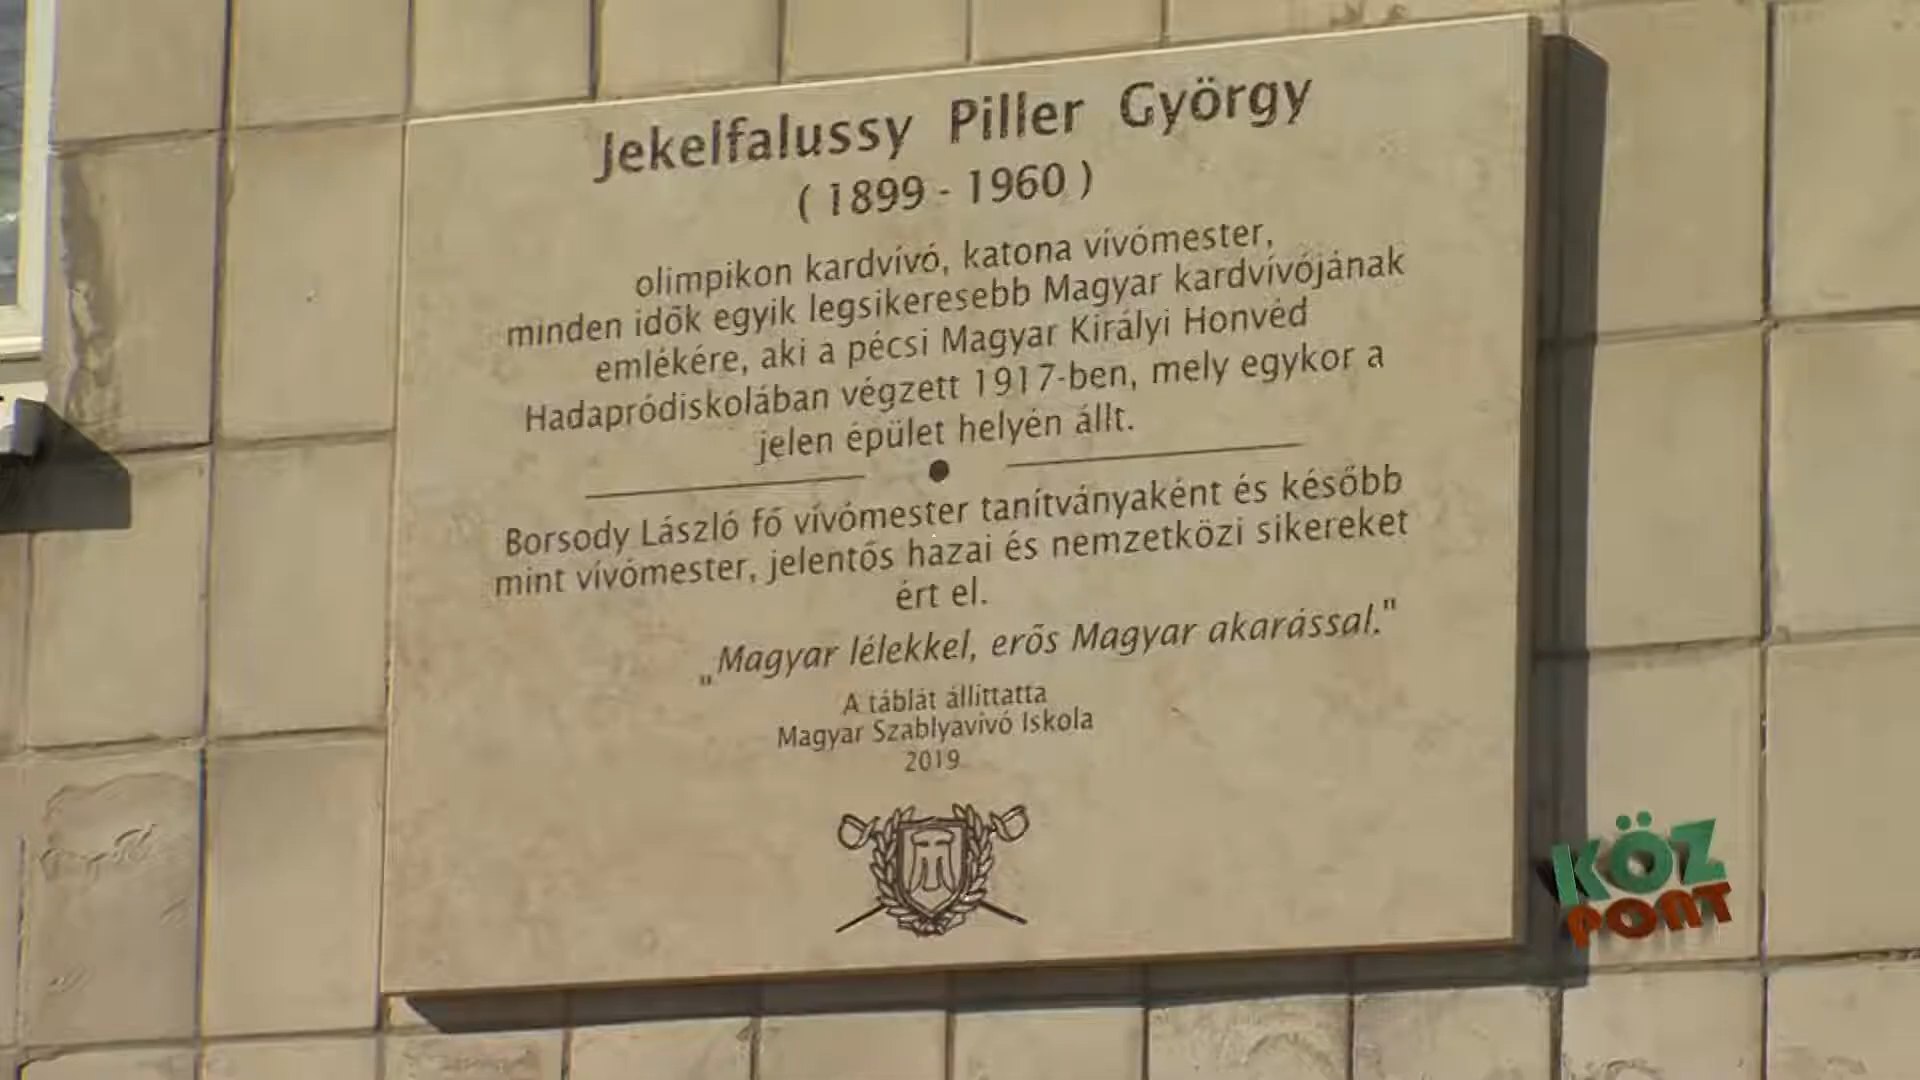 Jekelfalussy Piller György
( 1899 - 1960 )
olimpikon kardvívó, katona vívómester,
minden idők egyik legsikeresebb Magyar kardvívójának
emlékére, aki a pécsi Magyar Királyi Honvéd
Hadapródiskolában végzett 1917-ben, mely egykor a
jelen épület helyén állt.
Borsody László fő vívómester tanítványaként és később
mint vívómester, jelentős hazai és nemzetközi sikereket
ért el.
„Magyar lélekkel, erős Magyar akarással."
A táblát állíttatta
Magyar Szablyavívó Iskola
2019
KÖZ
PONT